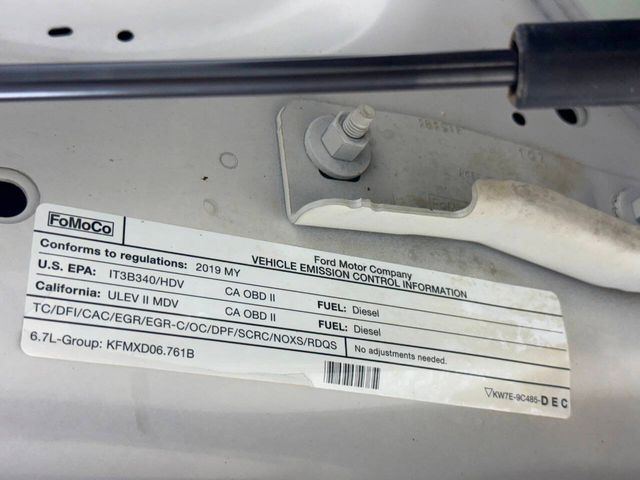 FoMoCo
Ford Motor Company
VEHICLE EMISSION CONTROL INFORMATION
Conforms to regulations: 2019 MY
U.S. EPA: IT3B340/HDV CA OBD II FUEL: Diesel
California: ULEV II MDV CA OBD II FUEL: Diesel
TC/DFI/CAC/EGR/EGR-C/OC/DPF/SCRC/NOXS/RDQS
No adjustments needed.
6.7L-Group: KFMXD06.761B
▽KW7E-9C485-DEC